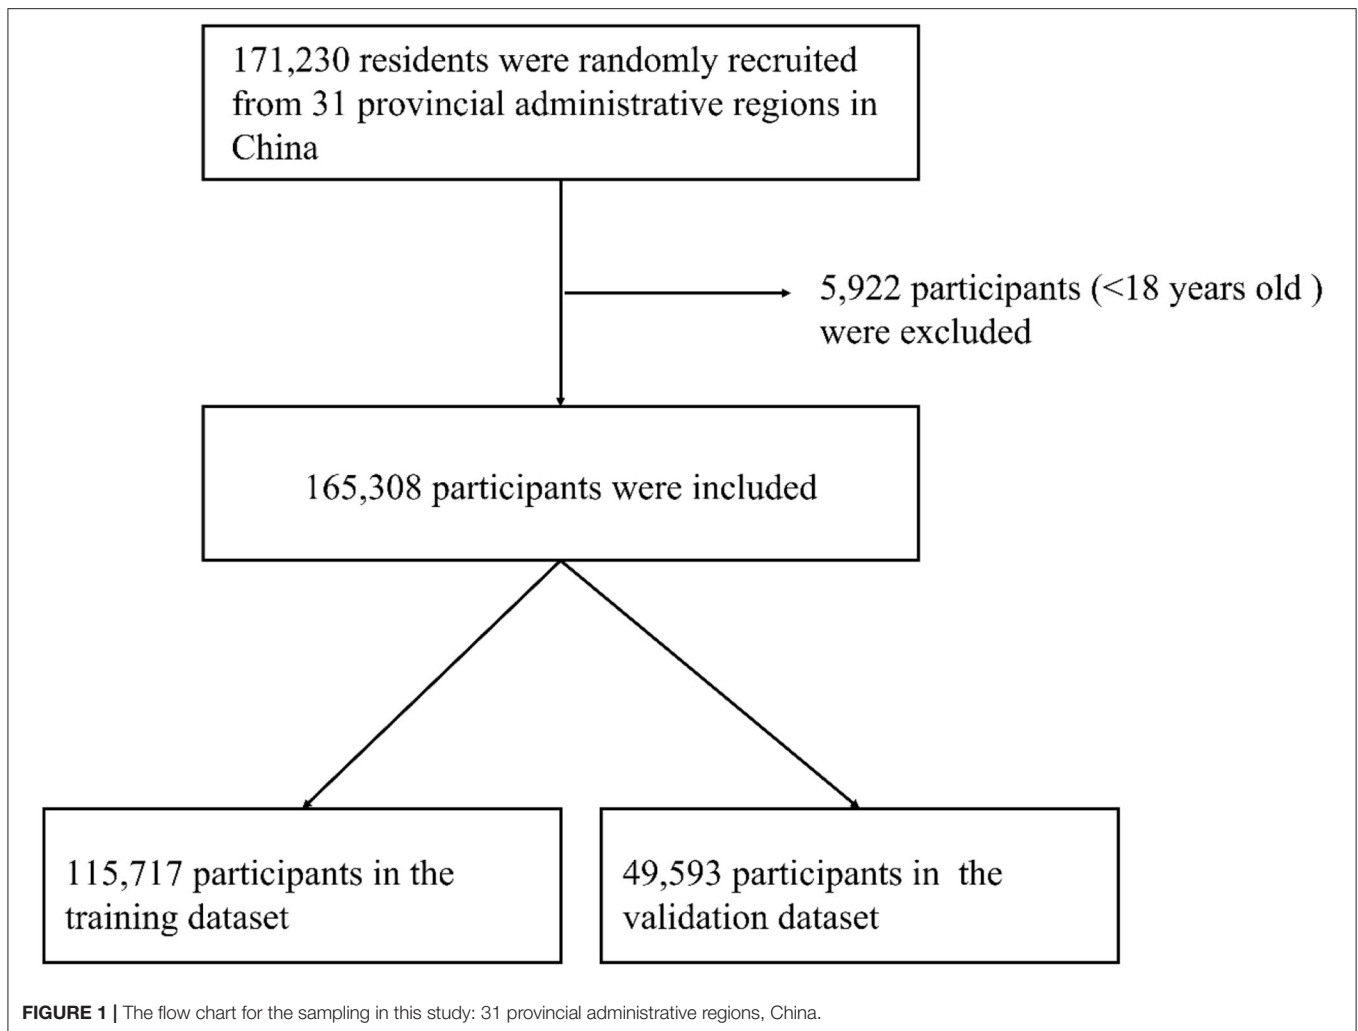 171,230 residents were randomly recruited
from 31 provincial administrative regions in
China
5,922 participants (<18 years old )
were excluded
165,308 participants were included
115,717 participants in the
training dataset
49,593 participants in  the
validation dataset
FIGURE 1 | The flow chart for the sampling in this study: 31 provincial administrative regions, China.